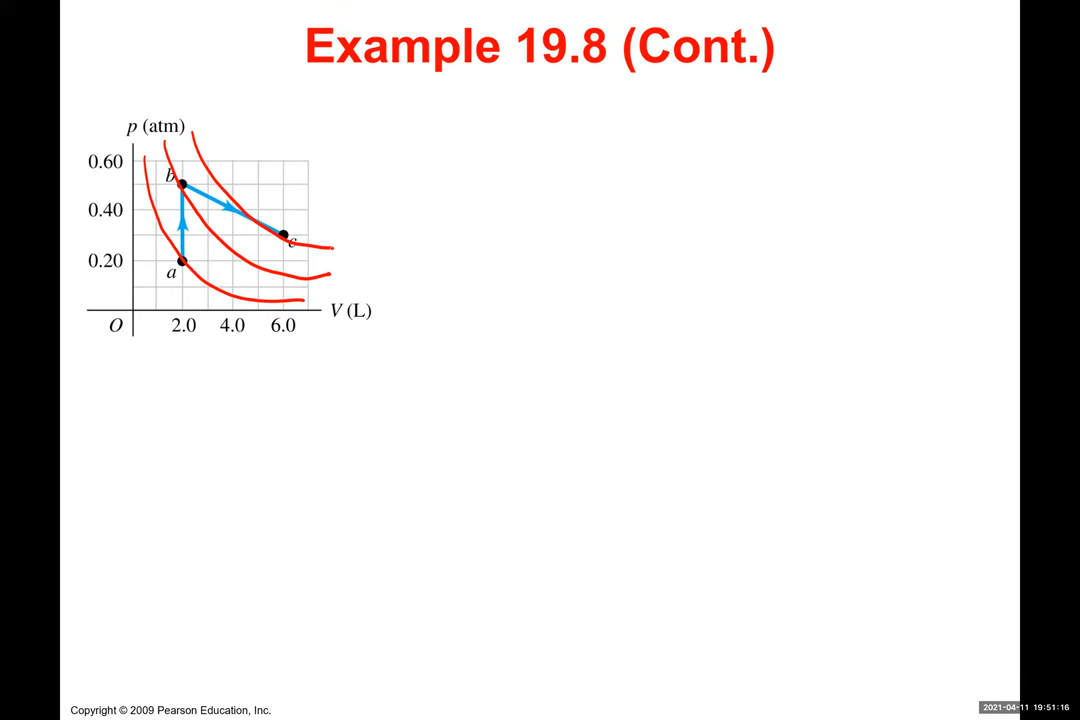 Example 19.8 (Cont.)
p (atm)
0.60
b
0.40
c
0.20
a
V (L)
O 2.0 4.0 6.0
Copyright © 2009 Pearson Education, Inc.
2021-04-11 19:51:16